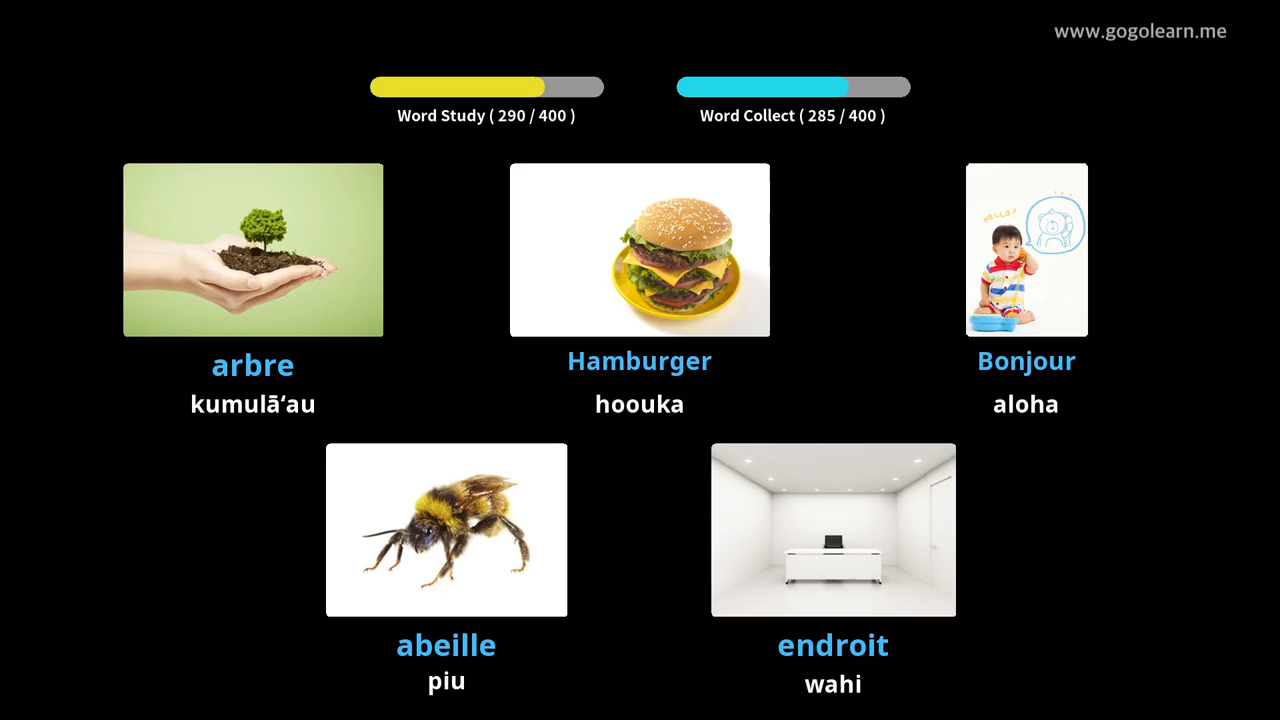 www.gogolearn.me
Word Study ( 290 / 400 )
Word Collect ( 285 / 400 )
HELLO?
arbre
Hamburger
Bonjour
kumulāʻau
hoouka
aloha
abeille
endroit
piu
wahi